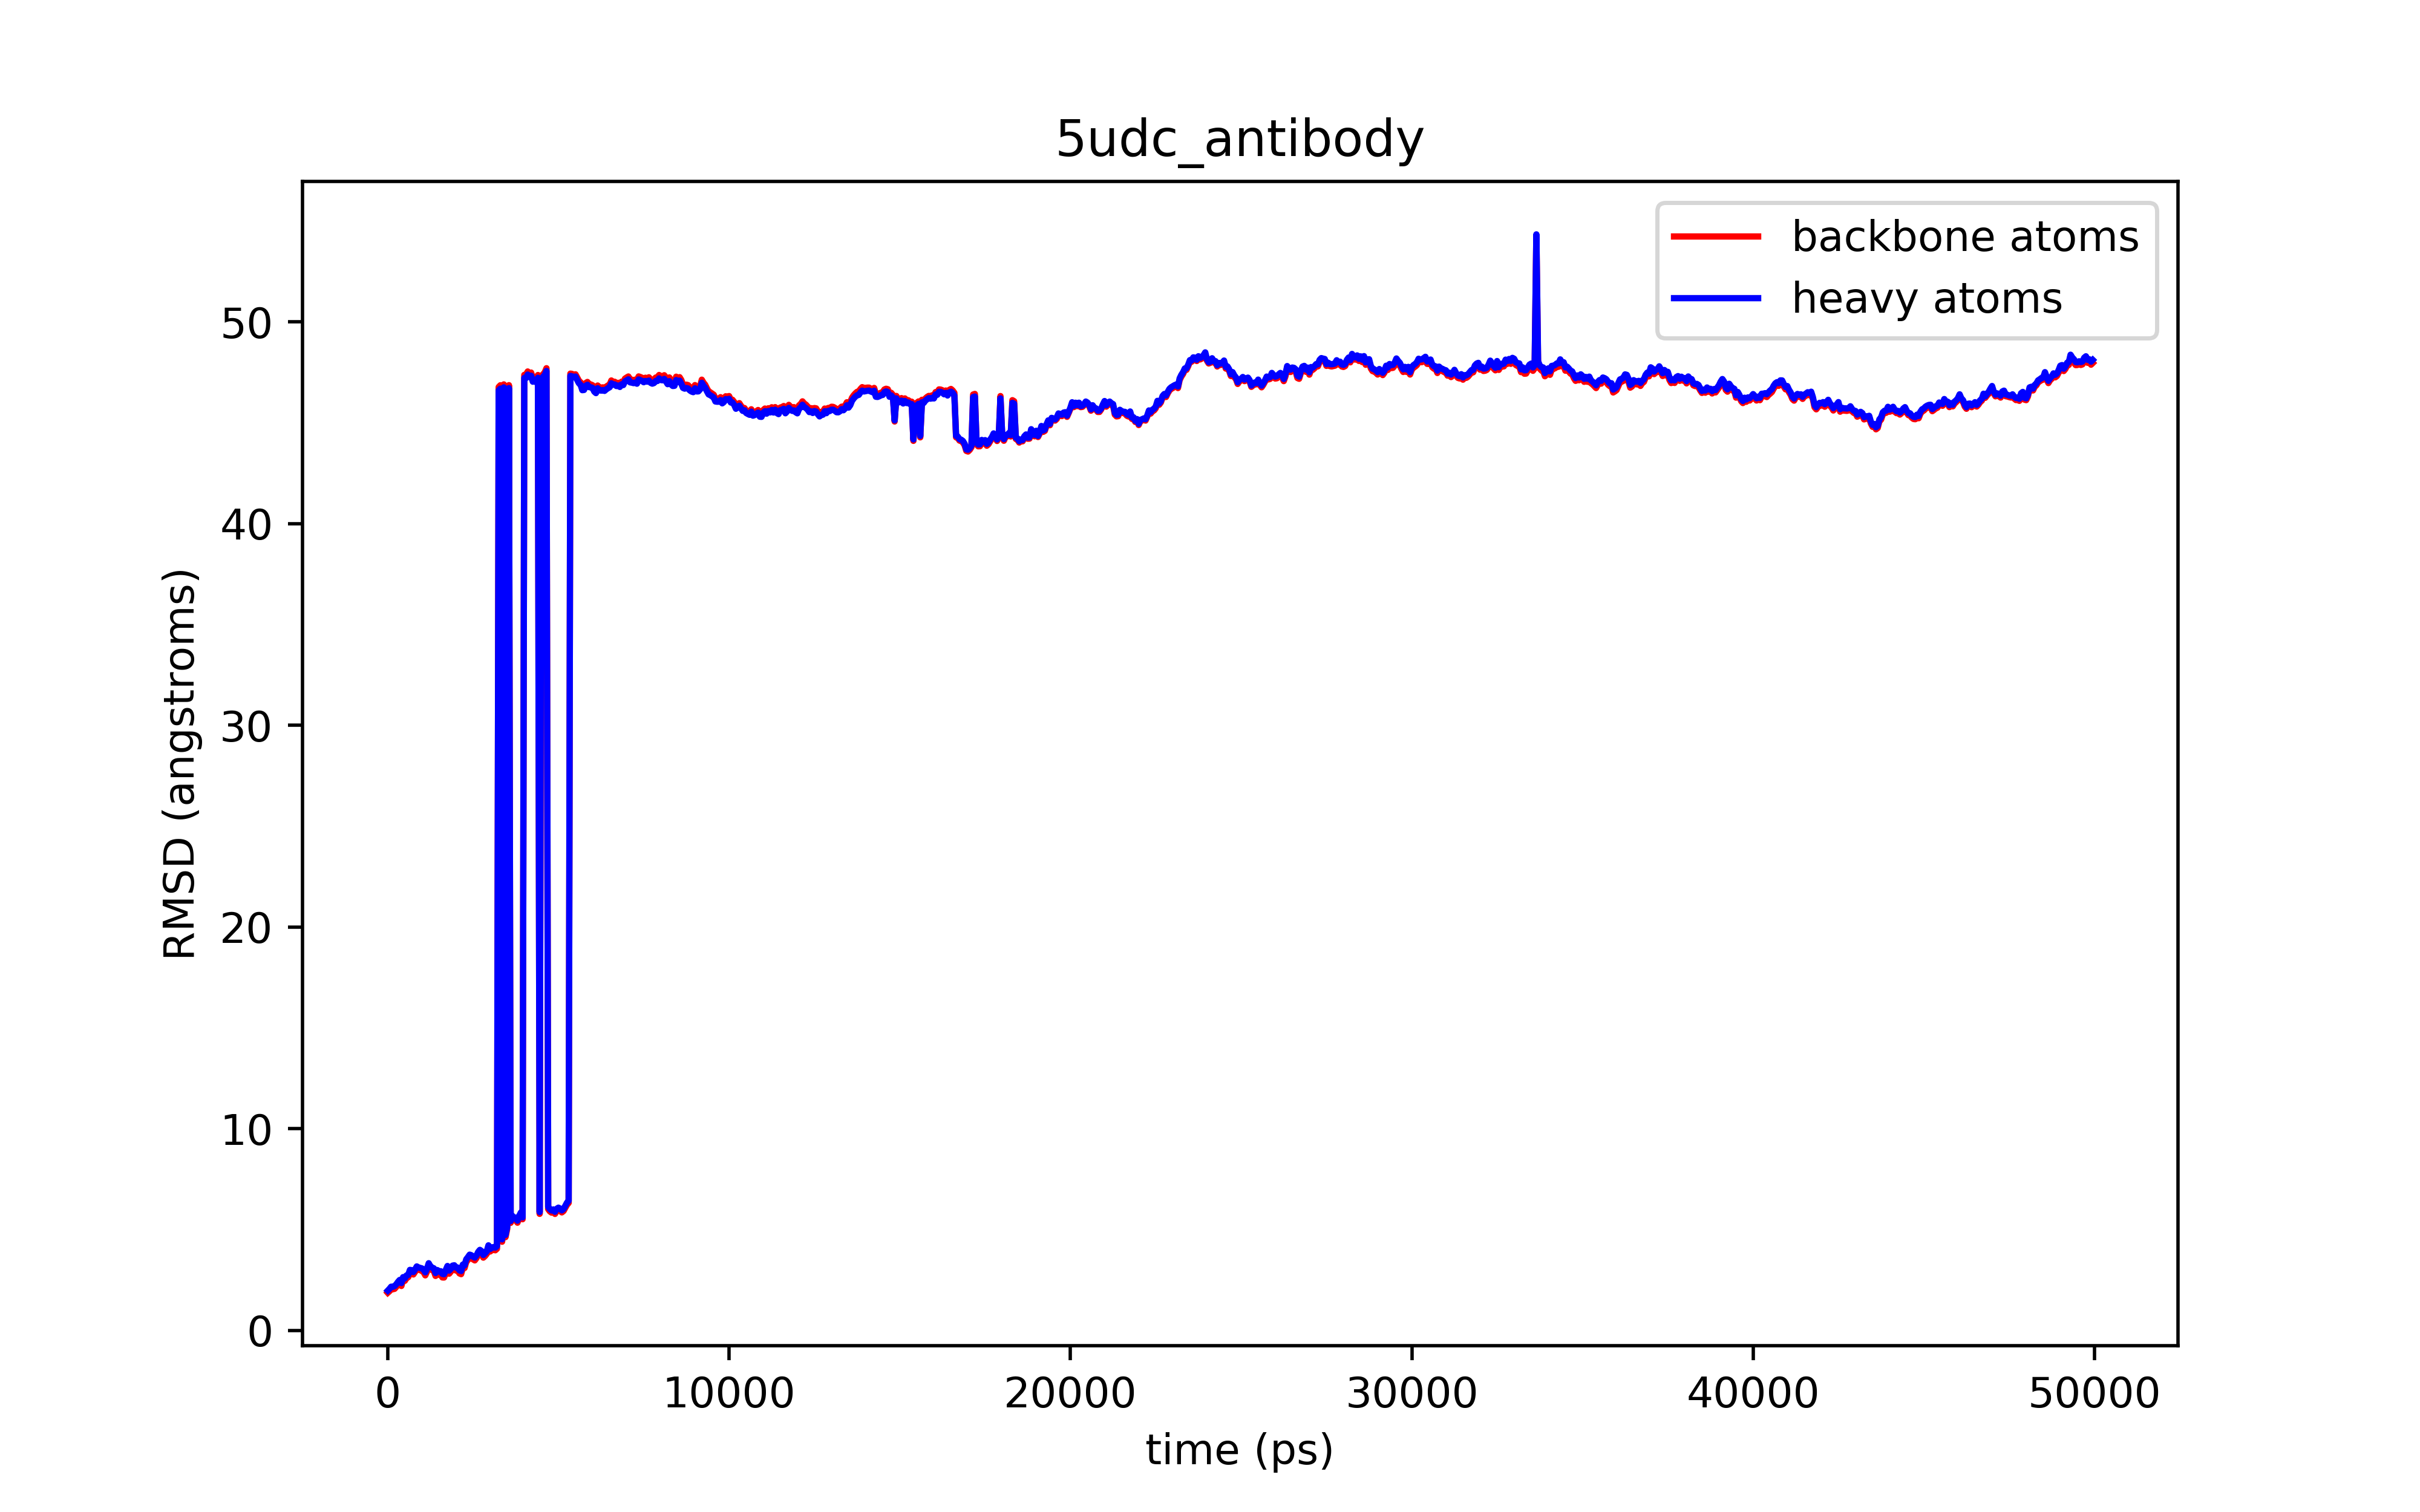 5udc_antibody
backbone atoms
heavy atoms
RMSD (angstroms)
50
40
30
20
10
0
0 10000 20000 30000 40000 50000
time (ps)